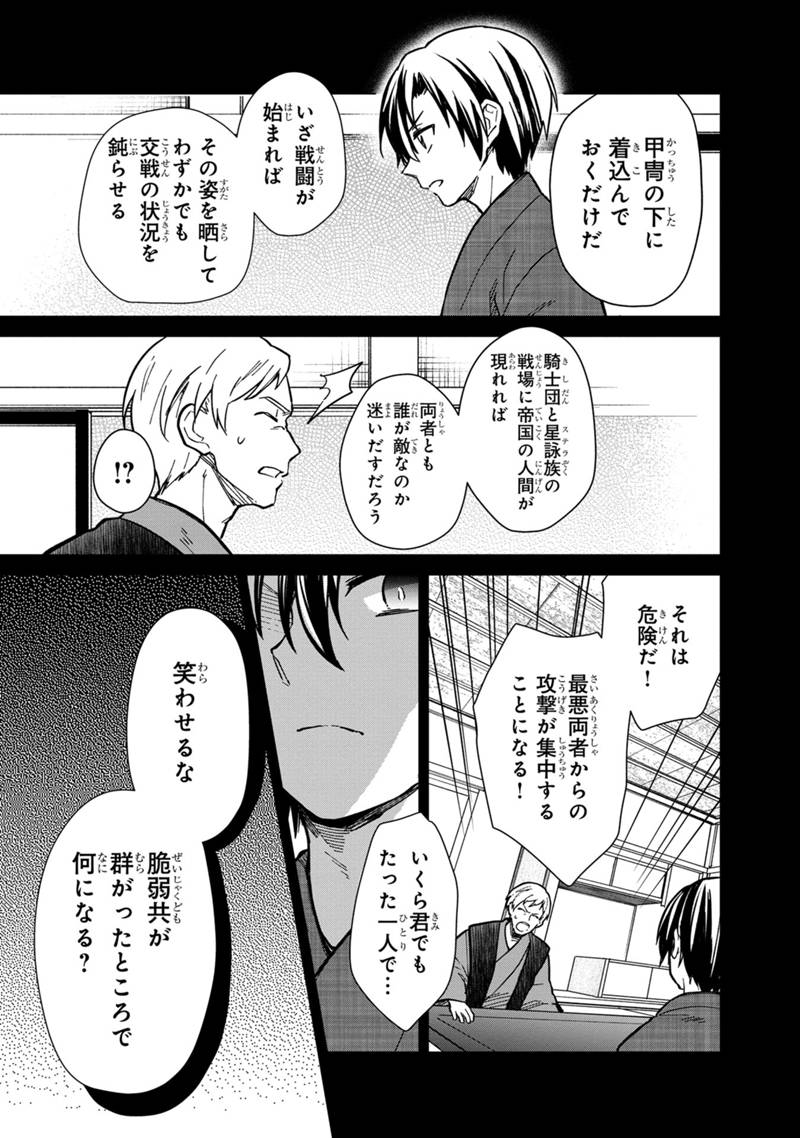 甲冑の下に
着込んで
おくだけだ
いざ戦闘が
始まれば
その姿を晒して
わずかでも
交戦の状況を
鈍らせる
騎士団と星詠族の
戦場に帝国の人間が
現れれば
両者とも
誰が敵なのか
迷いだすだろう
!?
それは
危険だ!
最悪両者からの
攻撃が集中する
ことになる!
いくら君でも
たった一人で…
笑わせるな
脆弱共が
群がったところで
何になる?